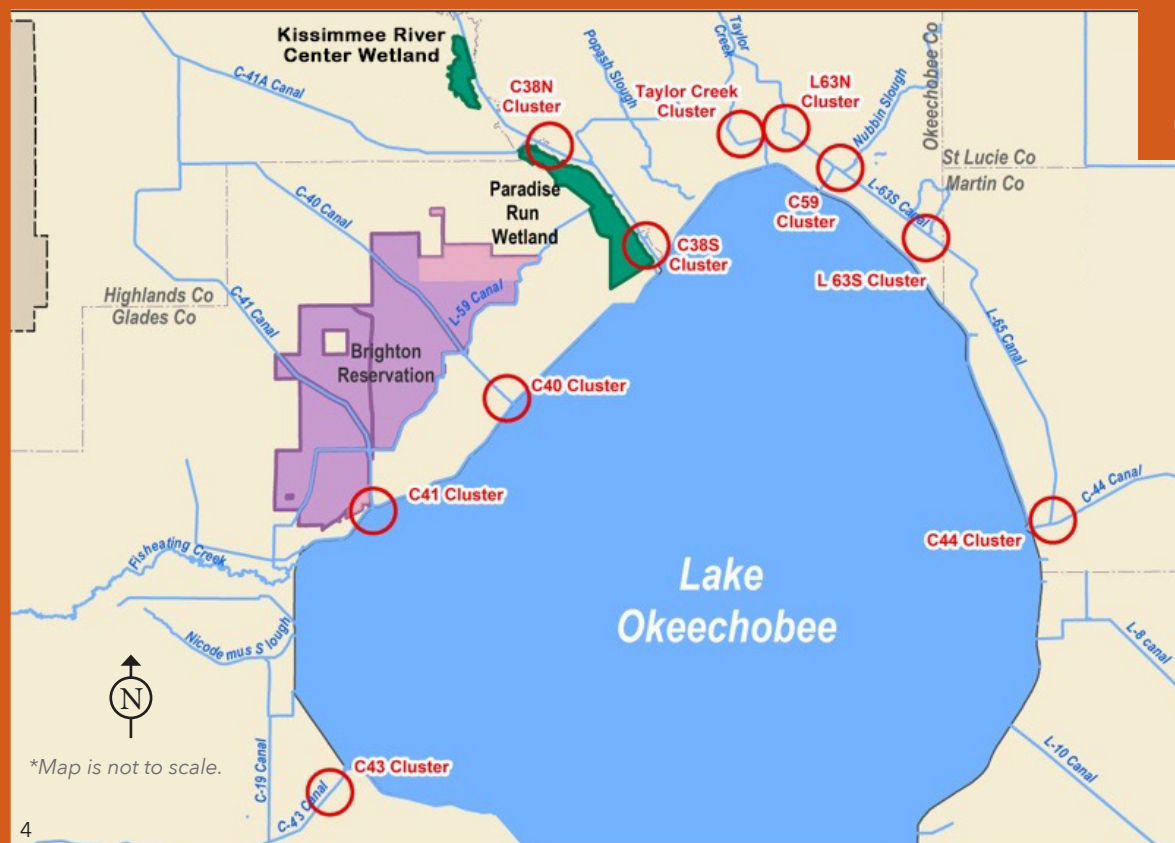 Kissimmee River
Center Wetland
C-41A Canal
C38N
Cluster
Popash Slough
Taylor
Creek
Taylor Creek
Cluster
L63N
Cluster
Nubbin Slough
Okeechobee Co
St Lucie Co
Martin Co
L-63S Canal
C59
Cluster
L 63S Cluster
C-40 Canal
Paradise
Run
Wetland
C38S
Cluster
Highlands Co
Glades Co
C-41 Canal
L-59 Canal
L-65 Canal
Brighton
Reservation
C40 Cluster
C41 Cluster
C-44 Canal
C44 Cluster
Fisheating Creek
Lake
Okeechobee
Nicode mus S lough
L-8 canal
N
*Map is not to scale.
C-19 Canal
C43 Cluster
C-43 Canal
L-10 Canal
4